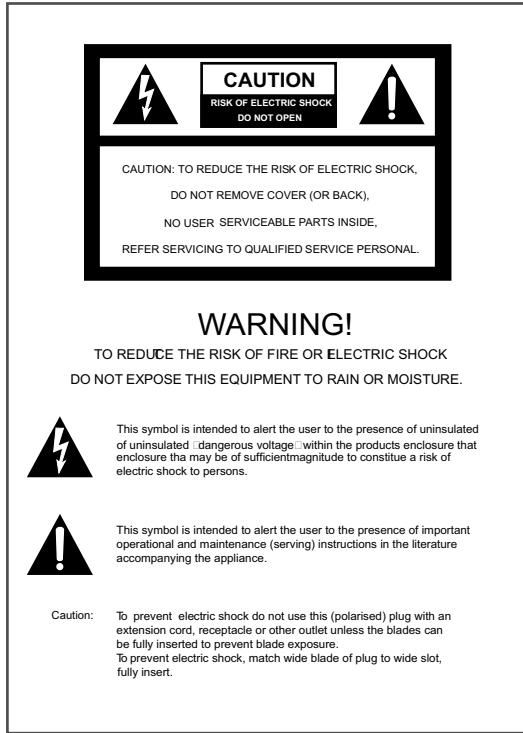 CAUTION
RISK OF ELECTRIC SHOCK
DO NOT OPEN
CAUTION: TO REDUCE THE RISK OF ELECTRIC SHOCK,
DO NOT REMOVE COVER (OR BACK),
NO USER SERVICEABLE PARTS INSIDE,
REFER SERVICING TO QUALIFIED SERVICE PERSONAL.
WARNING!
TO REDUCE THE RISK OF FIRE OR ELECTRIC SHOCK
DO NOT EXPOSE THIS EQUIPMENT TO RAIN OR MOISTURE.
This symbol is intended to alert the user to the presence of uninsulated
of uninsulated □dangerous voltage□within the products enclosure that
enclosure tha may be of sufficientmagnitude to constitue a risk of
electric shock to persons.
This symbol is intended to alert the user to the presence of important
operational and maintenance (serving) instructions in the literature
accompanying the appliance.
Caution: To prevent electric shock do not use this (polarised) plug with an
extension cord, receptacle or other outlet unless the blades can
be fully inserted to prevent blade exposure.
To prevent electric shock, match wide blade of plug to wide slot,
fully insert.